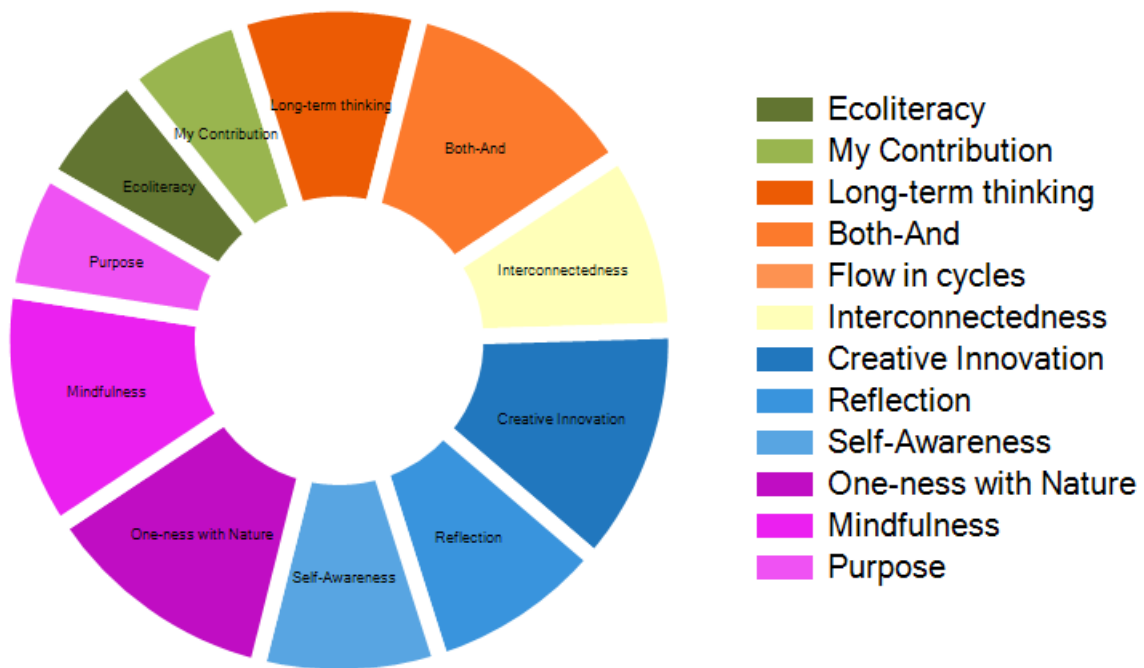 Long-term thinking
Both-And
My Contribution
Ecoliteracy
Purpose
Interconnectedness
Mindfulness
Creative Innovation
One-ness with Nature
Reflection
Self-Awareness
Ecoliteracy
My Contribution
Long-term thinking
Both-And
Flow in cycles
Interconnectedness
Creative Innovation
Reflection
Self-Awareness
One-ness with Nature
Mindfulness
Purpose